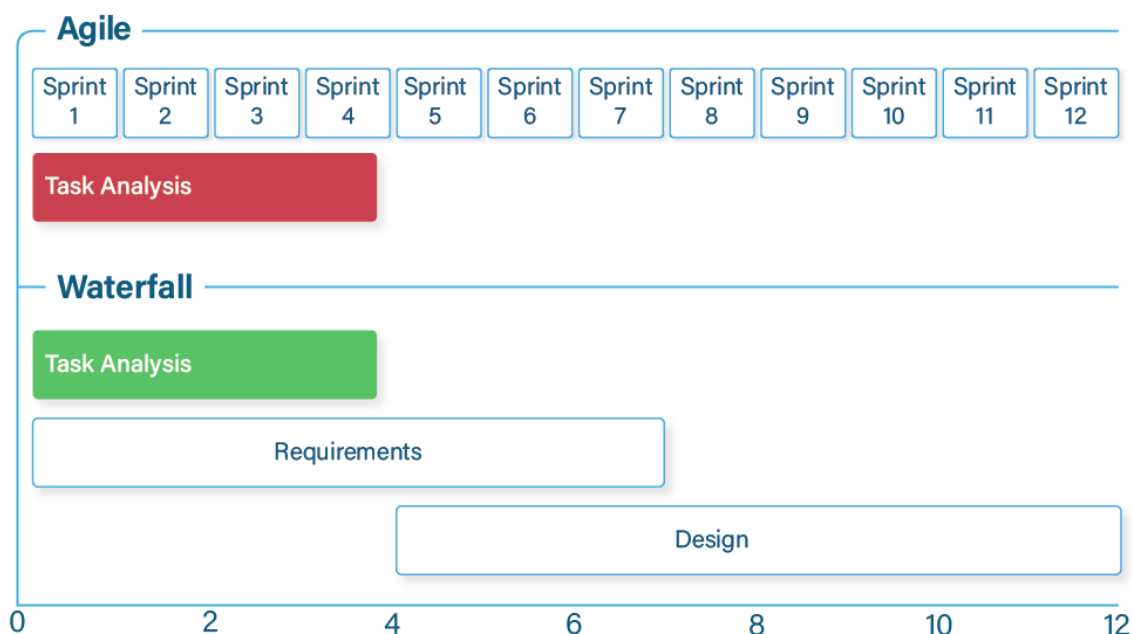 Agile
Sprint Sprint Sprint Sprint Sprint Sprint Sprint Sprint Sprint Sprint Sprint Sprint
1 2 3 4 5 6 7 8 9 10 11 12
Task Analysis
Waterfall
Task Analysis
Requirements
Design
0 2 4 6 8 10 12